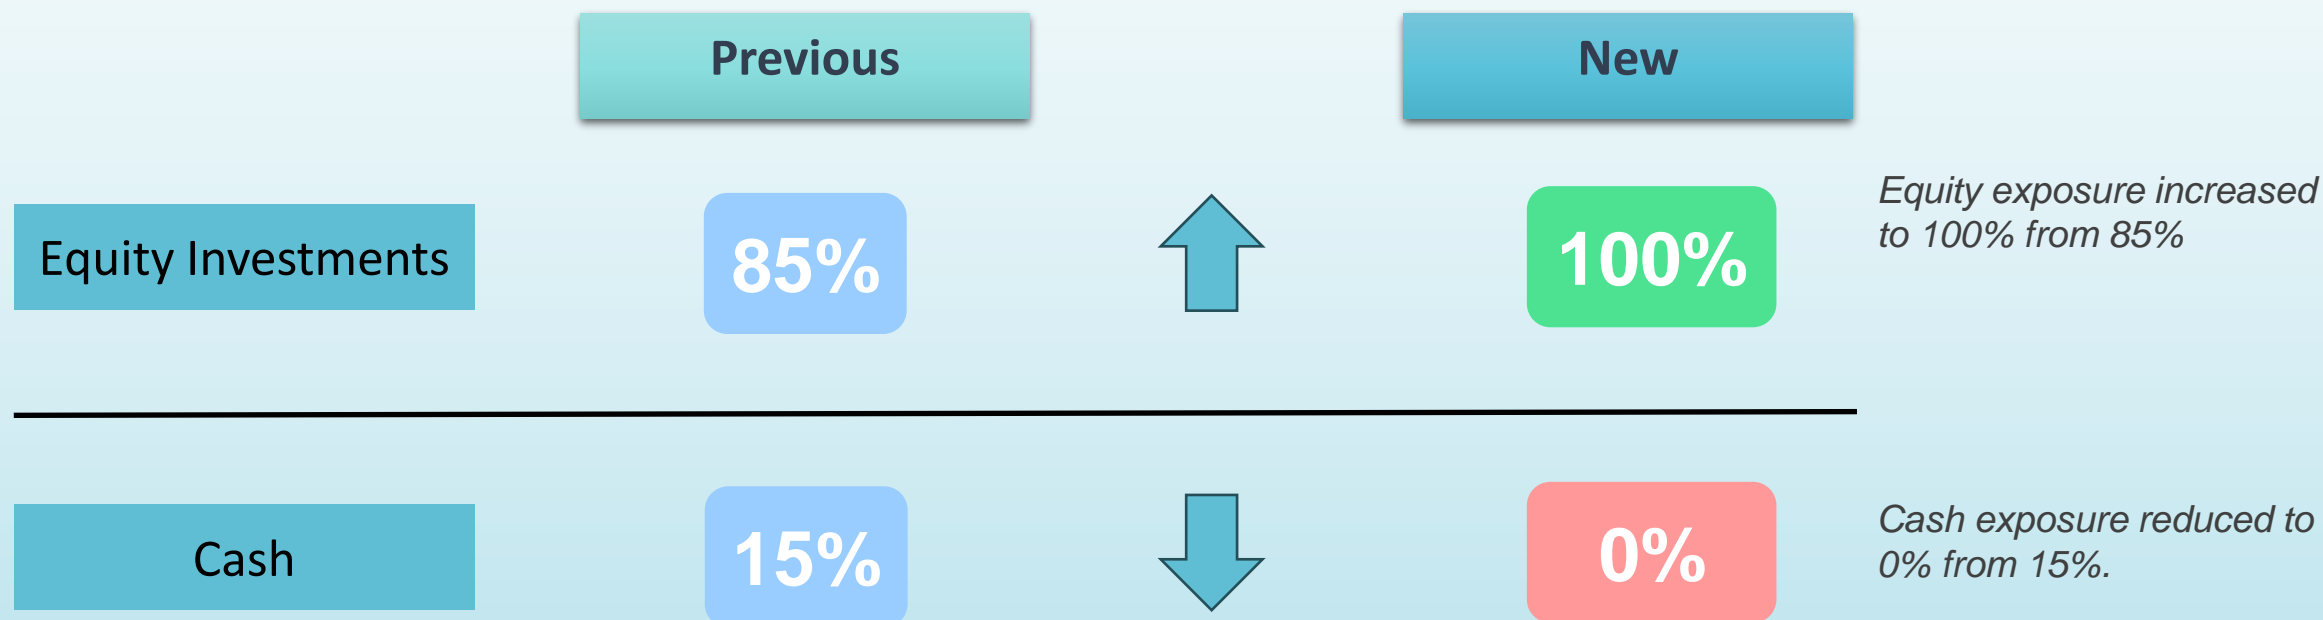 Previous
New
Equity Investments
85%
100%
Equity exposure increased
to 100% from 85%
Cash
15%
0%
Cash exposure reduced to
0% from 15%.